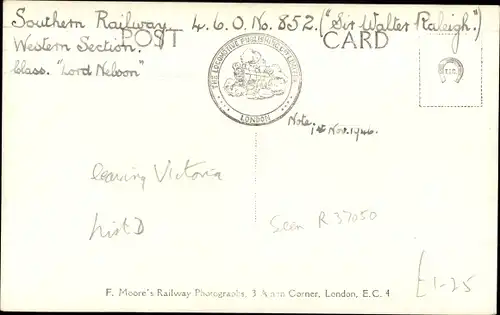 Southern Railway. 4.6.0. No. 852. ("Sir Walter Raleigh.")
POST CARD
Western Section.
Class. "Lord Nelson"
THE LOCOMOTIVE PUBLISHING CO LIMITED
LONDON
Note.
1st Nov. 1946.
leaving Victoria
list D
Seen R 37050
£1-25
F. Moore's Railway Photographs, 3 Amen Corner, London, E.C. 4